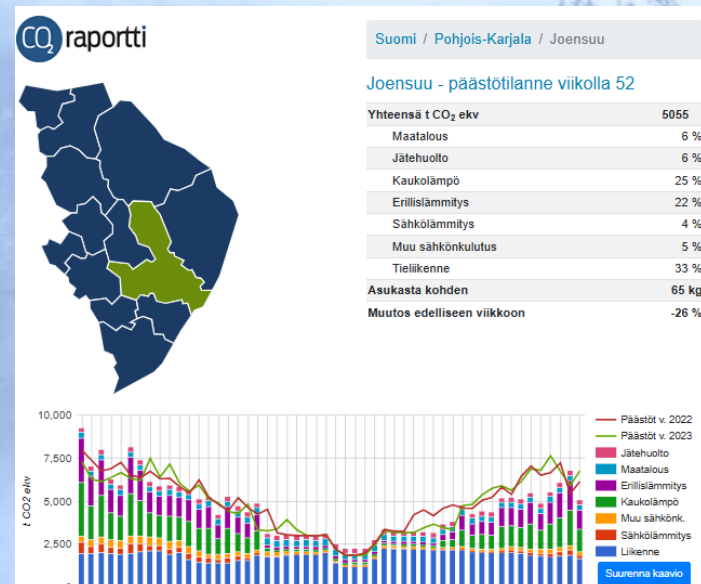 CO2 raportti
Suomi / Pohjois-Karjala / Joensuu
Joensuu - päästötilanne viikolla 52
Yhteensä t CO2 ekv 5055
Maatalous 6 %
Jätehuolto 6 %
Kaukolämpö 25 %
Erillislämmitys 22 %
Sähkölämmitys 4 %
Muu sähkönkulutus 5 %
Tieliikenne 33 %
Asukasta kohden 65 kg
Muutos edelliseen viikkoon -26 %
10,000
7,500
5,000
2,500
t CO2 ekv
Päästöt v. 2022
Päästöt v. 2023
Jätehuolto
Maatalous
Erillislämmitys
Kaukolämpö
Muu sähkönk.
Sähkölämmitys
Liikenne
Suurenna kaavio